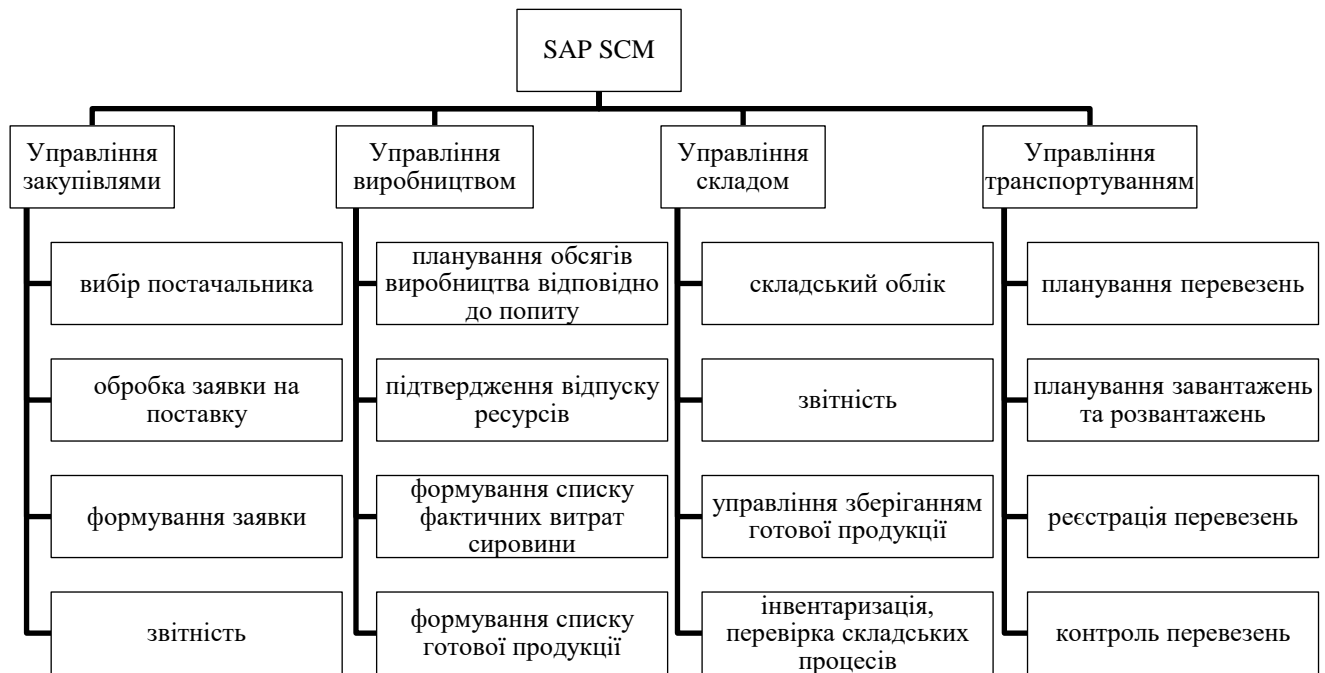 SAP SCM
Управління
закупівлями
вибір постачальника
обробка заявки на
поставку
формування заявки
звітність
Управління
виробництвом
планування обсягів
виробництва відповідно
до попиту
підтвердження відпуску
ресурсів
формування списку
фактичних витрат
сировини
формування списку
готової продукції
Управління
складом
складський облік
звітність
управління зберіганням
готової продукції
інвентаризація,
перевірка складських
процесів
Управління
транспортуванням
планування перевезень
планування завантажень
та розвантажень
реєстрація перевезень
контроль перевезень